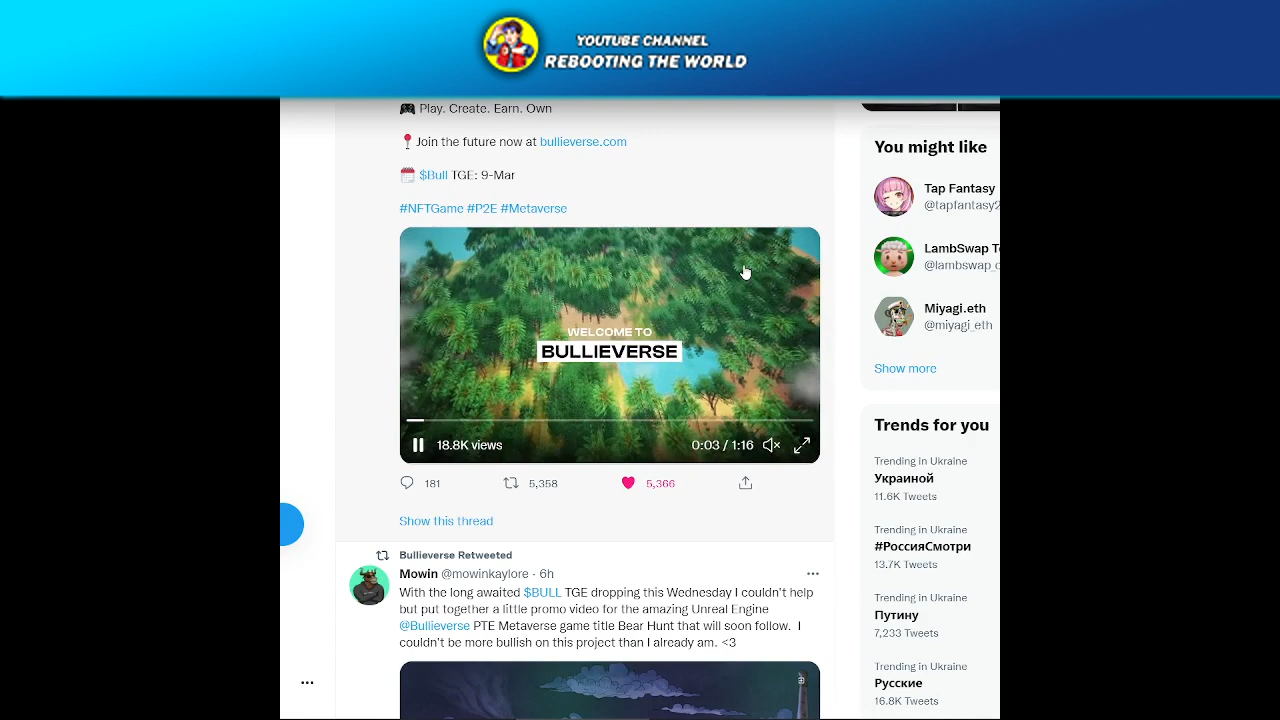 YOUTUBE CHANNEL
REBOOTING THE WORLD
Play. Create. Earn. Own
Join the future now at bullieverse.com
$Bull TGE: 9-Mar
#NFTGame #P2E #Metaverse
WELCOME TO
BULLIEVERSE
18.8K views
0:03 / 1:16
181
5,358
5,366
Show this thread
Bullieverse Retweeted
Mowin @mowinkaylore · 6h
With the long awaited $BULL TGE dropping this Wednesday I couldn't help
but put together a little promo video for the amazing Unreal Engine
@Bullieverse PTE Metaverse game title Bear Hunt that will soon follow. I
couldn't be more bullish on this project than I already am. <3
You might like
Tap Fantasy
@tapfantasy2
LambSwap
@lambswap_
Miyagi.eth
@miyagi_eth
Show more
Trends for you
Trending in Ukraine
Украиной
11.6K Tweets
Trending in Ukraine
#РоссияСмотри
13.7K Tweets
Trending in Ukraine
Путину
7,233 Tweets
Trending in Ukraine
Русские
16.8K Tweets